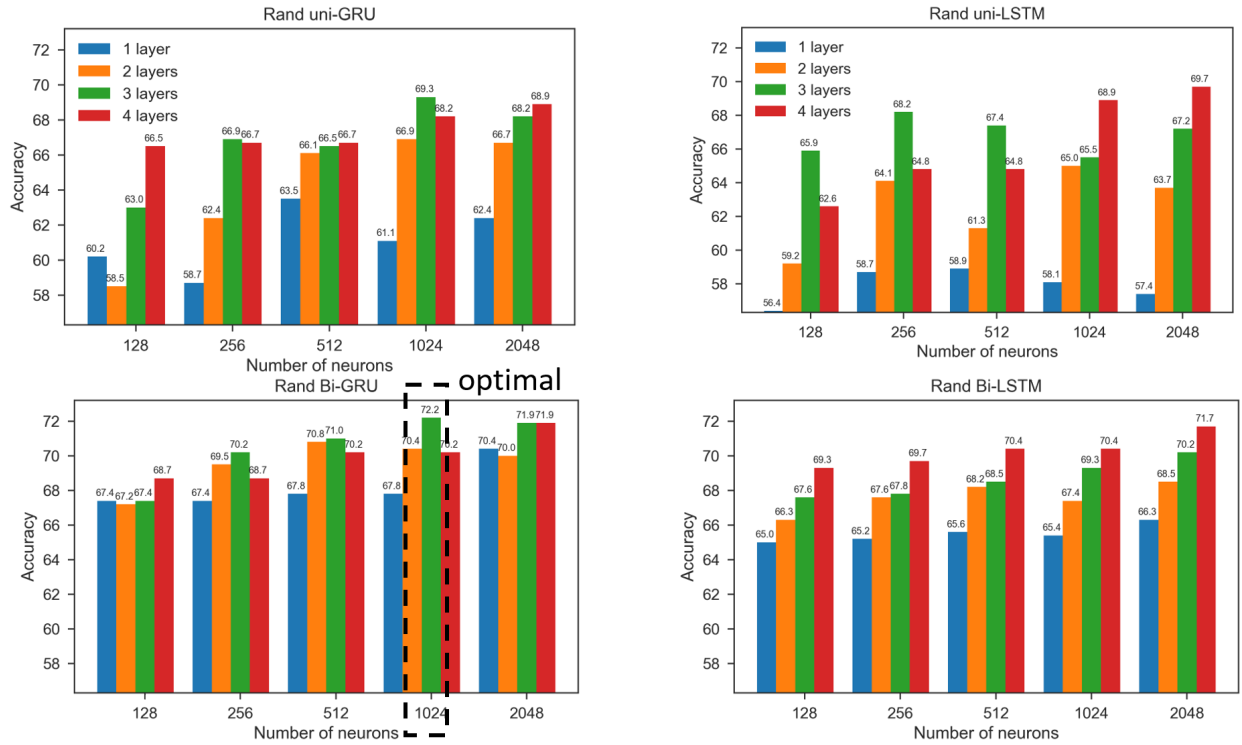 Rand uni-GRU
1 layer
2 layers
3 layers
4 layers
Accuracy
72
70
68
66
64
62
60
58
60.2 58.5 63.0 66.5
58.7 62.4 66.9 66.7
63.5 66.1 66.5 66.7
61.1 66.9 69.3 68.2
62.4 66.7 68.2 68.9
128 256 512 1024 2048
Number of neurons
Rand uni-LSTM
1 layer
2 layers
3 layers
4 layers
Accuracy
72
70
68
66
64
62
60
58
56.4 59.2 65.9 62.6
58.7 64.1 68.2 64.8
58.9 61.3 67.4 64.8
58.1 65.0 65.5 68.9
57.4 63.7 67.2 69.7
128 256 512 1024 2048
Number of neurons
Rand Bi-GRU
optimal
Accuracy
72
70
68
66
64
62
60
58
67.4 67.2 67.4 68.7
67.4 69.5 70.2 68.7
67.8 70.8 71.0 70.2
67.8 70.4 72.2 70.2
70.4 70.0 71.9 71.9
128 256 512 1024 2048
Number of neurons
Rand Bi-LSTM
Accuracy
72
70
68
66
64
62
60
58
65.0 66.3 67.6 69.3
65.2 67.6 67.8 69.7
65.6 68.2 68.5 70.4
65.4 67.4 69.3 70.4
66.3 68.5 70.2 71.7
128 256 512 1024 2048
Number of neurons